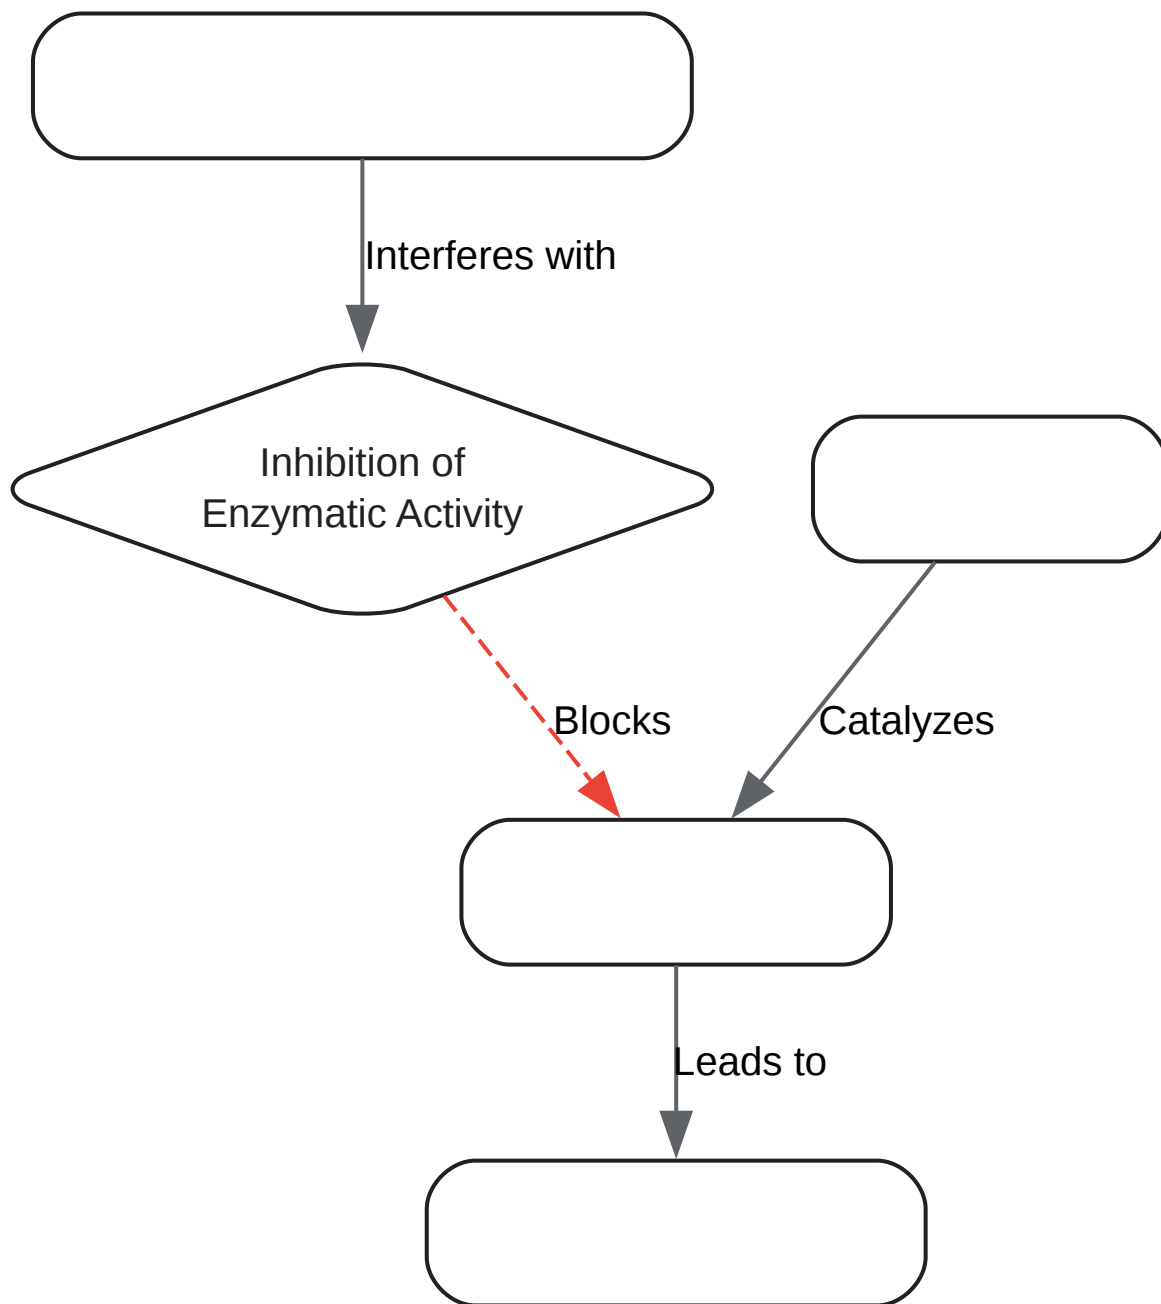 Interferes with
Inhibition of
Enzymatic Activity
Blocks
Catalyzes
Leads to